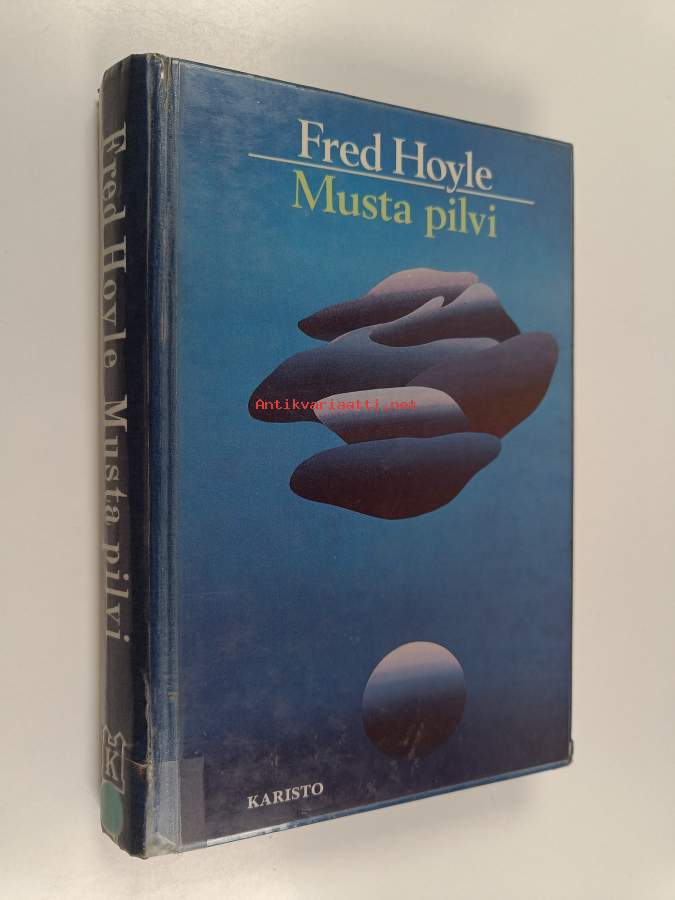 Fred Hoyle
Musta pilvi
Antikvariaatti.net
KARISTO
Fred Hoyle Musta pilvi
K